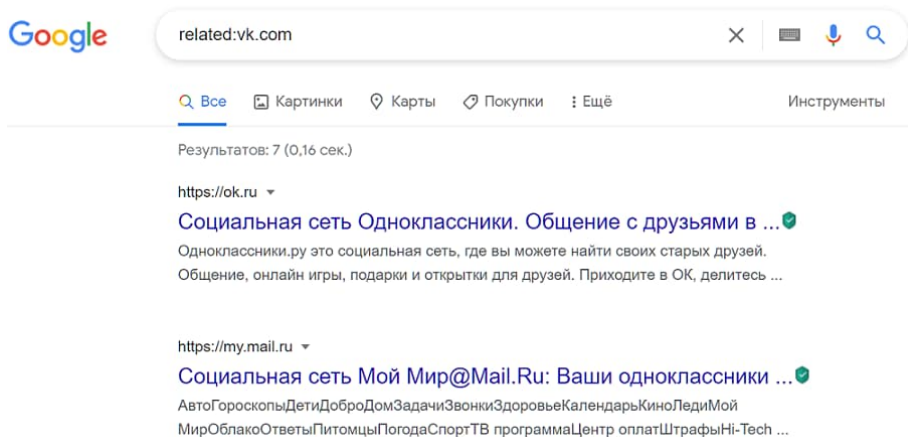 Google
related:vk.com
Все Картинки Карты Покупки Ещё Инструменты
Результатов: 7 (0,16 сек.)
https://ok.ru
Социальная сеть Одноклассники. Общение с друзьями в ...
Одноклассники.ру это социальная сеть, где вы можете найти своих старых друзей.
Общение, онлайн игры, подарки и открытки для друзей. Приходите в ОК, делитесь ...
https://my.mail.ru
Социальная сеть Мой Мир@Mail.Ru: Ваши одноклассники ...
АвтоГороскопыДетиДоброДомЗадачиЗвонкиЗдоровьеКалендарьКиноЛедиМой
МирОблакоОтветыПитомцыПогодаСпортТВ программаЦентр оплатШтрафыHi-Tech ...